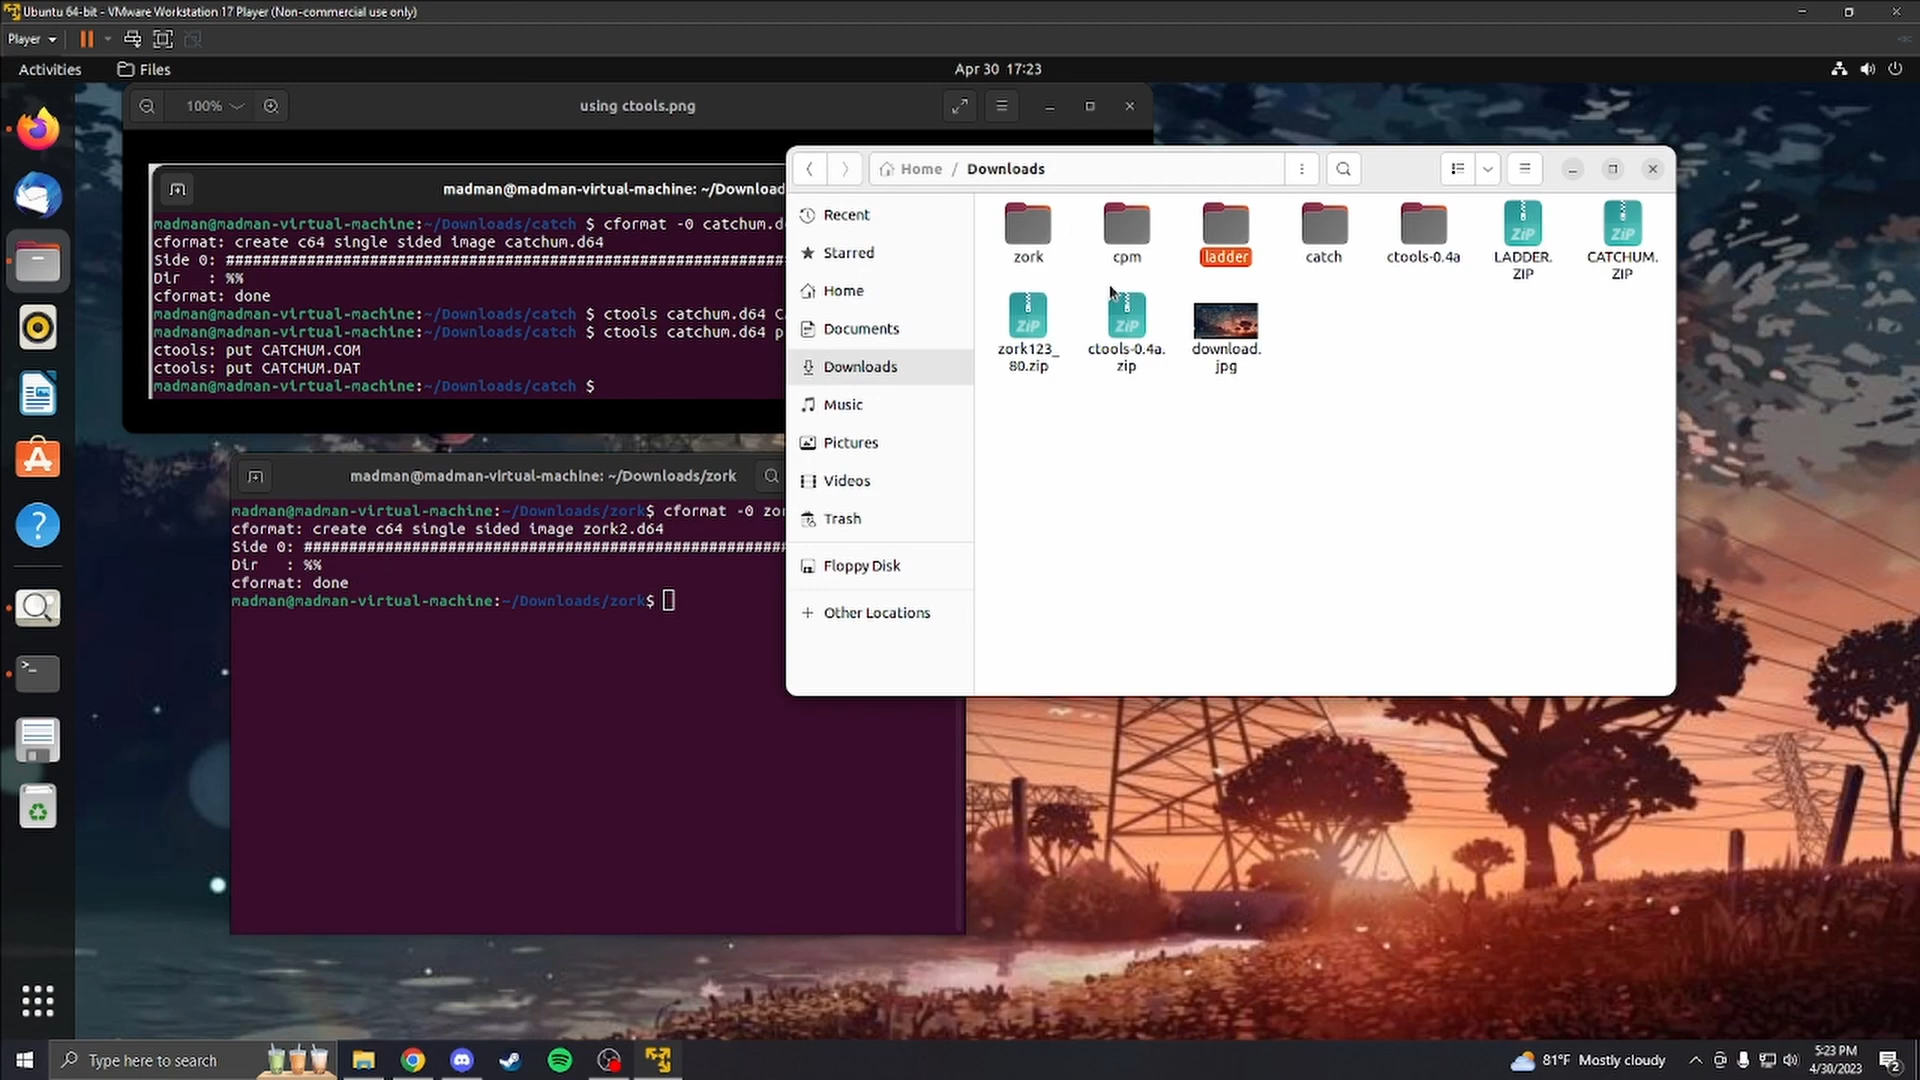 Ubuntu 64-bit - VMware Workstation 17 Player (Non-commercial use only)
Player
Activities
Files
Apr 30 17:23
100%
using ctools.png
madman@madman-virtual-machine: ~/Download
madman@madman-virtual-machine:~/Downloads/catch $ cformat -0 catchum.d
cformat: create c64 single sided image catchum.d64
Side 0: ##############################################################
Dir   : %%
cformat: done
madman@madman-virtual-machine:~/Downloads/catch $ ctools catchum.d64 C
madman@madman-virtual-machine:~/Downloads/catch $ ctools catchum.d64 p
ctools: put CATCHUM.COM
ctools: put CATCHUM.DAT
madman@madman-virtual-machine:~/Downloads/catch $
madman@madman-virtual-machine: ~/Downloads/zork
madman@madman-virtual-machine:~/Downloads/zork$ cformat -0 zor
cformat: create c64 single sided image zork2.d64
Side 0: #####################################################
Dir   : %%
cformat: done
madman@madman-virtual-machine:~/Downloads/zork$
Home / Downloads
Recent
Starred
Home
Documents
Downloads
Music
Pictures
Videos
Trash
Floppy Disk
+ Other Locations
zork
cpm
ladder
catch
ctools-0.4a
ZiP
LADDER.
ZIP
ZiP
CATCHUM.
ZIP
ZiP
zork123_
80.zip
ZiP
ctools-0.4a.
zip
download.
jpg
Type here to search
81°F Mostly cloudy
5:23 PM
4/30/2023
2